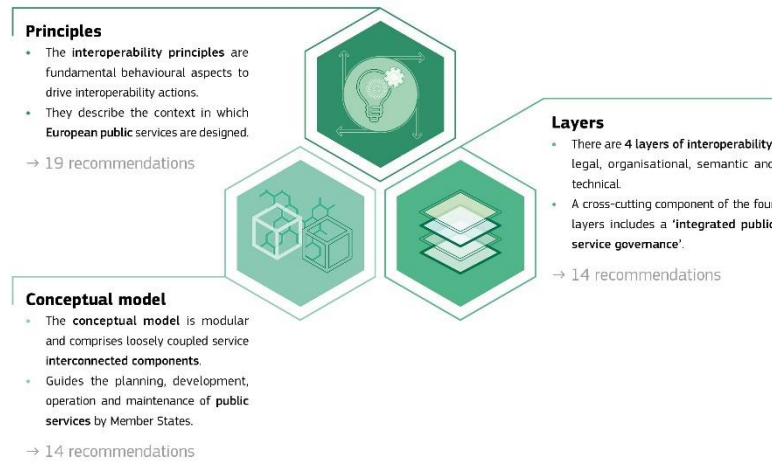 Principles
• The interoperability principles are
fundamental behavioural aspects to
drive interoperability actions.
• They describe the context in which
European public services are designed.
→ 19 recommendations
Layers
• There are 4 layers of interoperability
legal, organisational, semantic and
technical.
• A cross-cutting component of the four
layers includes a ‘integrated public
service governance’.
→ 14 recommendations
Conceptual model
• The conceptual model is modular
and comprises loosely coupled service
interconnected components.
• Guides the planning, development,
operation and maintenance of public
services by Member States.
→ 14 recommendations